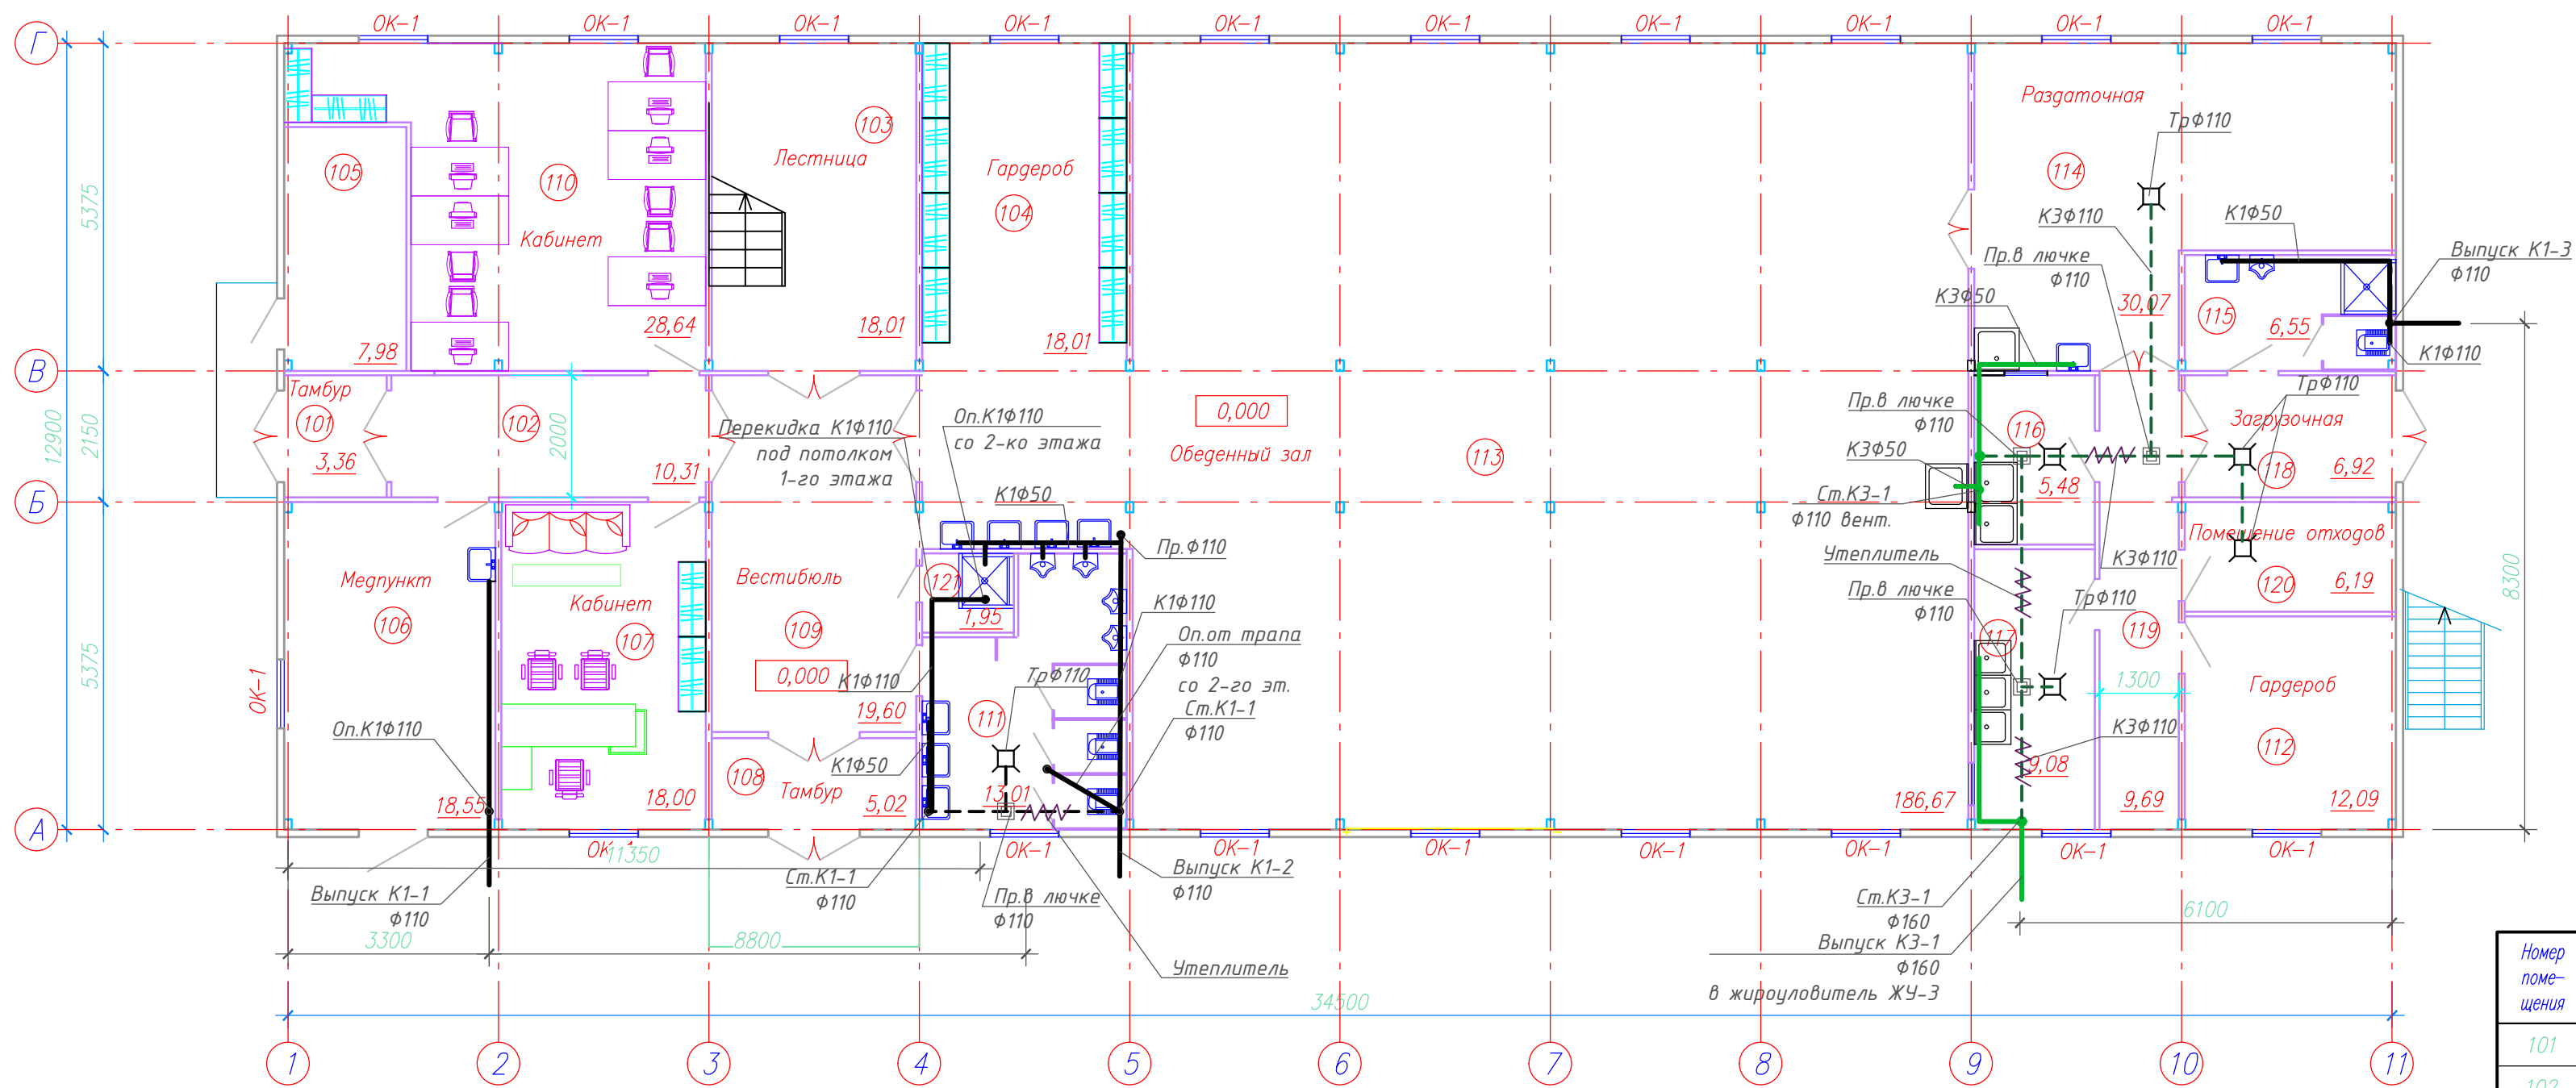 ОК-1
ОК-1
ОК-1
ОК-1
ОК-1
ОК-1
ОК-1
ОК-1
ОК-1
ОК-1
Г
Раздаточная
103
ТрФ110
Лестница
105
110
Гардероб
114
104
5375
К3Ф110
К1Ф50
Кабинет
Выпуск К1-3
Ф110
Пр.в лючке
Ф110
К3Ф50
30,07
115
6,55
7,98
28,64
18,01
18,01
К1Ф110
В
Тамбур
ТрФ110
101
102
2000
Перекидка К1Ф110
под потолком
1-го этажа
Оп.К1Ф110
со 2-ко этажа
0,000
Обеденный зал
113
Пр.в лючке
Ф110
116
Загрузочная
12900
2150
3,36
10,31
К3Ф50
118
6,92
5,48
Б
К1Ф50
Ст.К3-1
Ф110 вент.
Пр.Ф110
Утеплитель
Помещение отходов
К3Ф110
Медпункт
Кабинет
Вестибюль
121
1,95
К1Ф110
Пр.в лючке
Ф110
ТрФ110
120
6,19
8300
106
107
109
Оп.от трапа
Ф110
со 2-го эт.
117
119
5375
0,000
К1Ф110
ТрФ110
1300
Гардероб
ОК-1
19,60
111
Ст.К1-1
Ф110
К3Ф110
112
Оп.К1Ф110
108
К1Ф50
9,08
Тамбур
18,55
18,00
5,02
13,01
186,67
9,69
12,09
А
11350
ОК-1
ОК-1
ОК-1
ОК-1
ОК-1
ОК-1
ОК-1
Выпуск К1-1
Ф110
Ст.К1-1
Ф110
Пр.в лючке
Ф110
Выпуск К1-2
Ф110
Ст.К3-1
Ф160
6100
3300
8800
Выпуск К3-1
Ф160
в жироуловитель ЖУ-3
Утеплитель
34500
Номер
поме-
щения
101
102
1
2
3
4
5
6
7
8
9
10
11